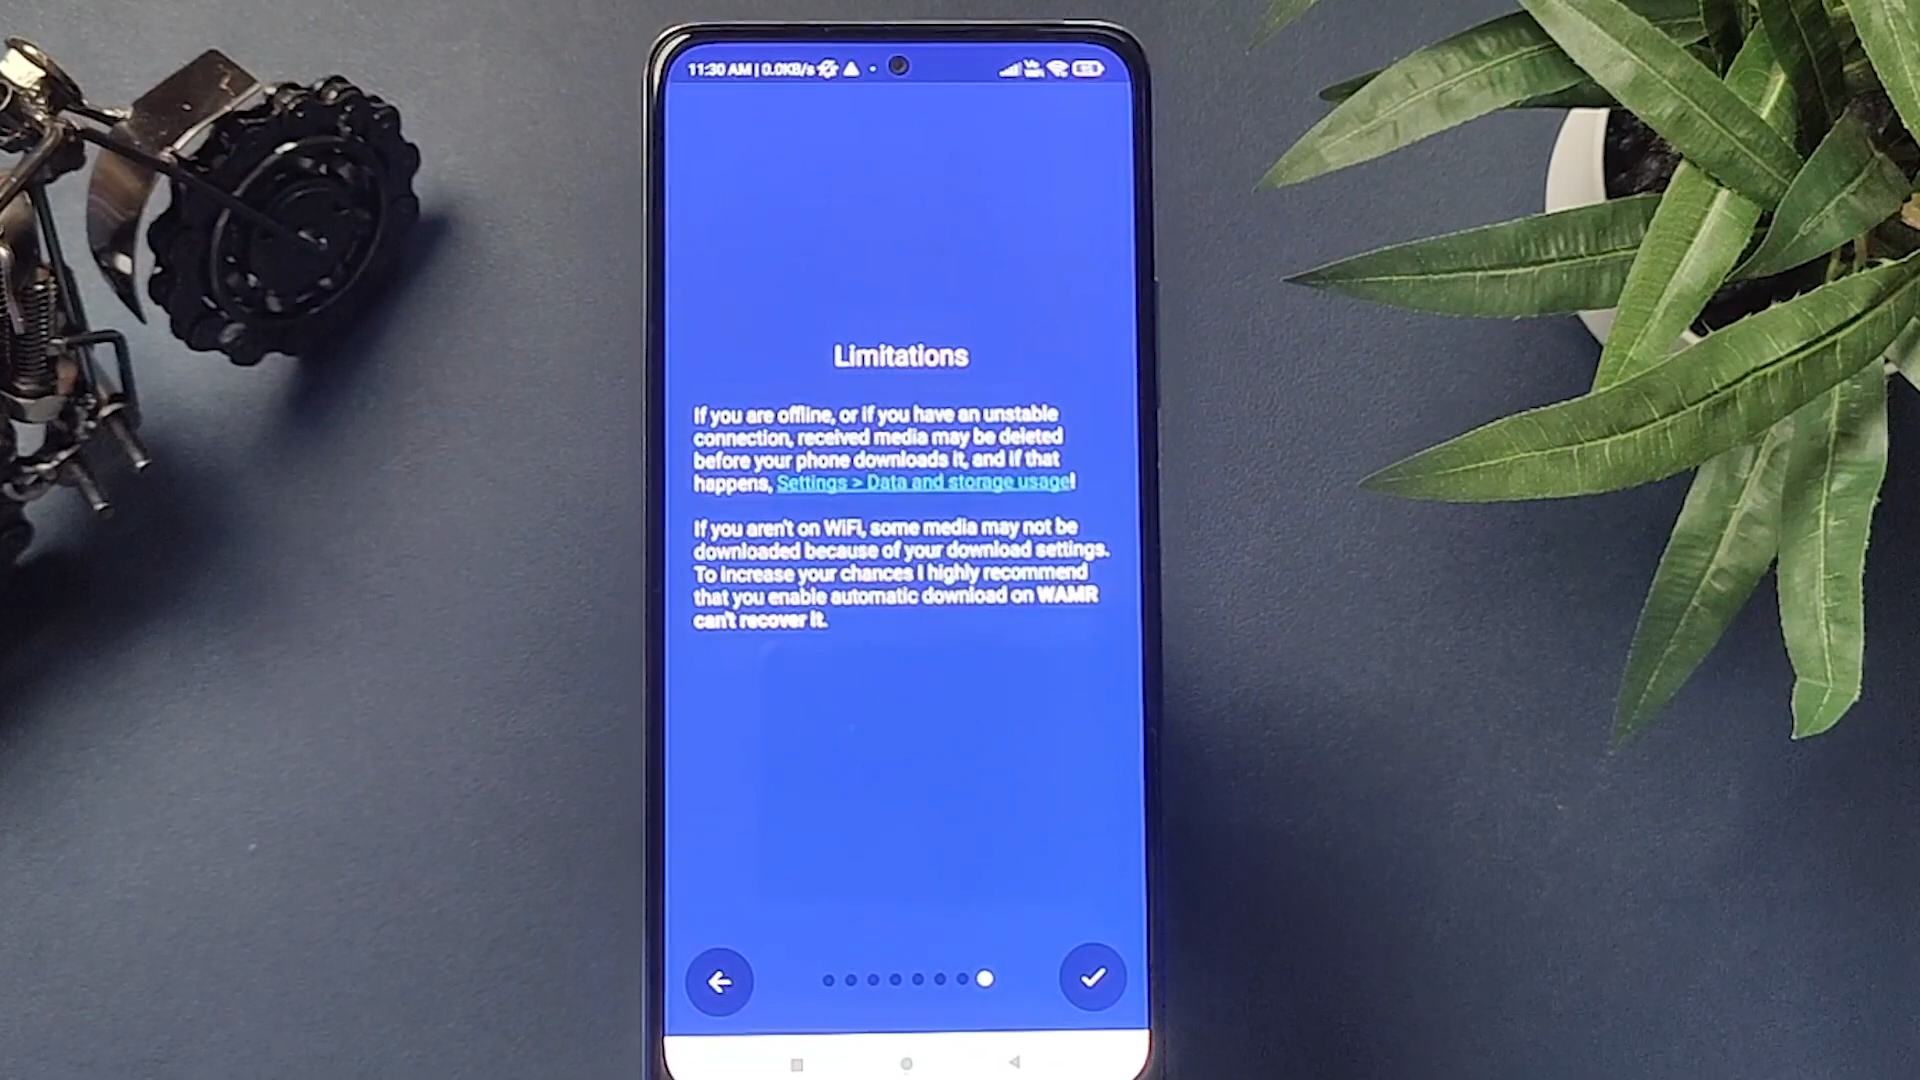 11:30 AM | 0.0KB/s
Limitations
If you are offline, or if you have an unstable
connection, received media may be deleted
before your phone downloads it, and if that
happens, Settings > Data and storage usage!
If you aren't on WiFi, some media may not be
downloaded because of your download settings.
To increase your chances I highly recommend
that you enable automatic download on WAMR
can't recover it.